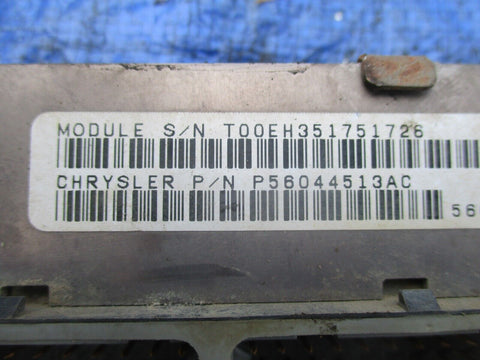 MODULE S/N T00EH351751726
CHRYSLER P/N P56044513AC
56